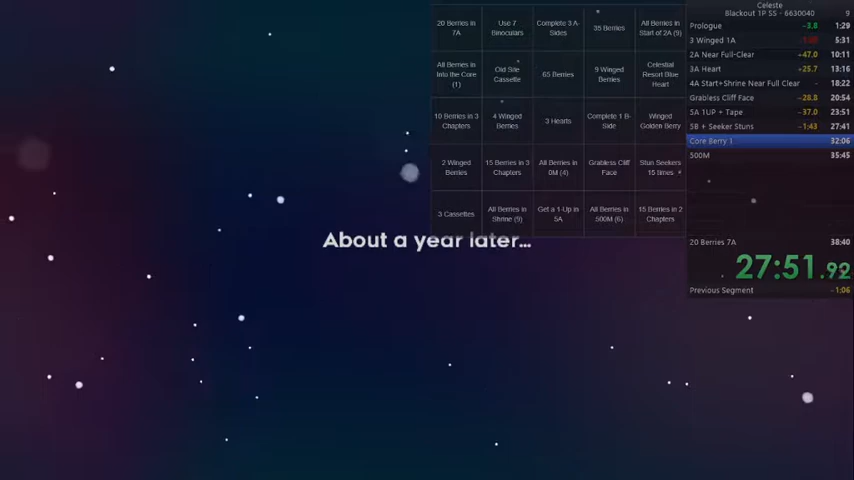 Celeste
Blackout 1P SS - 6630040 9
Prologue -3.8 1:29
3 Winged 1A 5:31
2A Near Full-Clear -47.0 10:11
3A Heart +25.7 13:16
4A Start+Shrine Near Full Clear - 18:22
Grabless Cliff Face -28.8 20:54
5A 1UP + Tape -37.0 23:51
5B + Seeker Stuns -1:43 27:41
Core Berry 1 32:06
500M 35:45
20 Berries 7A 38:40
27:51.92
Previous Segment -1:06
20 Berries in 7A
Use 7 Binoculars
Complete 3 A-Sides
35 Berries
All Berries in Start of 2A (9)
All Berries in Into the Core (1)
Old Site Cassette
65 Berries
9 Winged Berries
Celestial Resort Blue Heart
10 Berries in 3 Chapters
4 Winged Berries
3 Hearts
Complete 1 B-Side
Winged Golden Berry
2 Winged Berries
15 Berries in 3 Chapters
All Berries in 0M (4)
Grabless Cliff Face
Stun Seekers 15 times
3 Cassettes
All Berries in Shrine (9)
Get a 1-Up in 5A
All Berries in 500M (6)
15 Berries in 2 Chapters
About a year later...